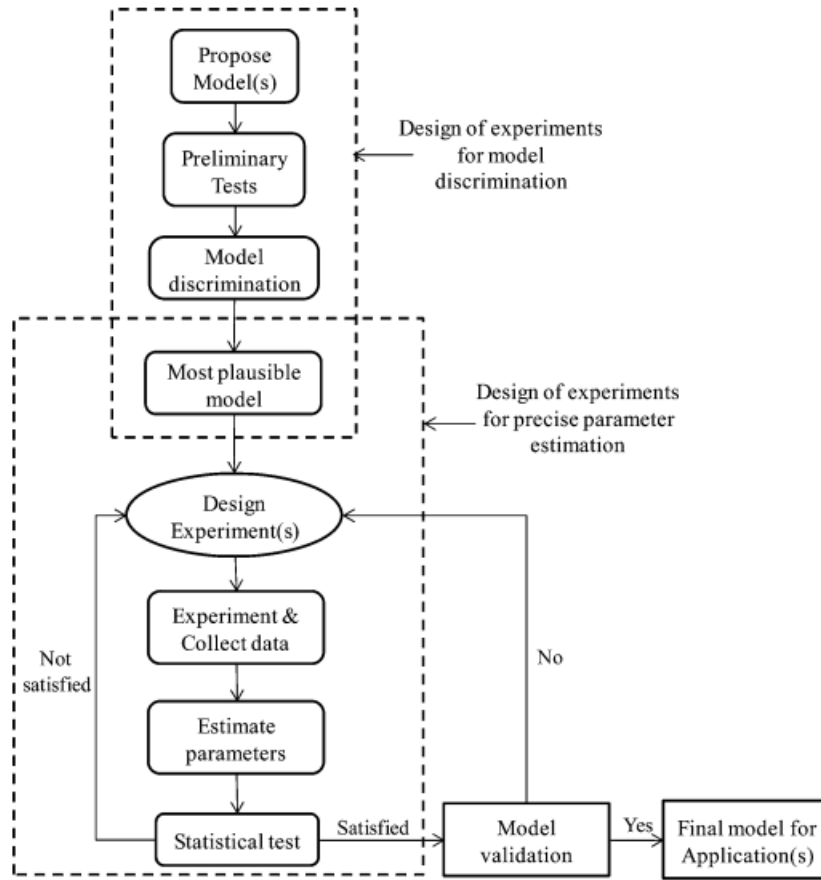 Propose
Model(s)
Design of experiments
for model
discrimination
Preliminary
Tests
Model
discrimination
Most plausible
model
Design of experiments
for precise parameter
estimation
Design
Experiment(s)
Experiment &
Collect data
Not
satisfied
No
Estimate
parameters
Statistical test
Satisfied
Model
validation
Yes
Final model for
Application(s)